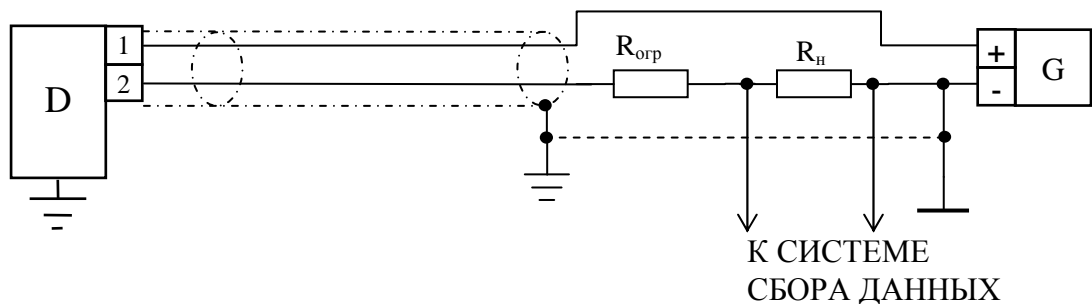 D
1
2
Rогр
Rн
+
-
G
К СИСТЕМЕ
СБОРА ДАННЫХ